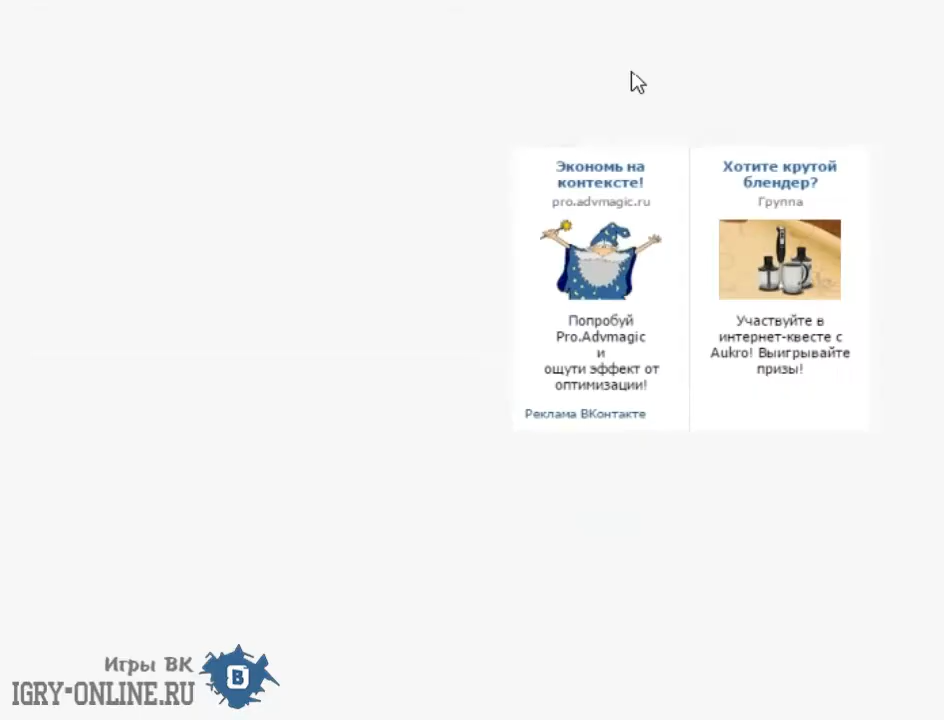 Экономь на
контексте!
pro.advmagic.ru
Попробуй
Pro.Advmagic
и
ощути эффект от
оптимизации!
Реклама ВКонтакте
Хотите крутой
блендер?
Группа
Участвуйте в
интернет-квесте с
Aukro! Выигрывайте
призы!
Игры ВК
IGRY-ONLINE.RU
В